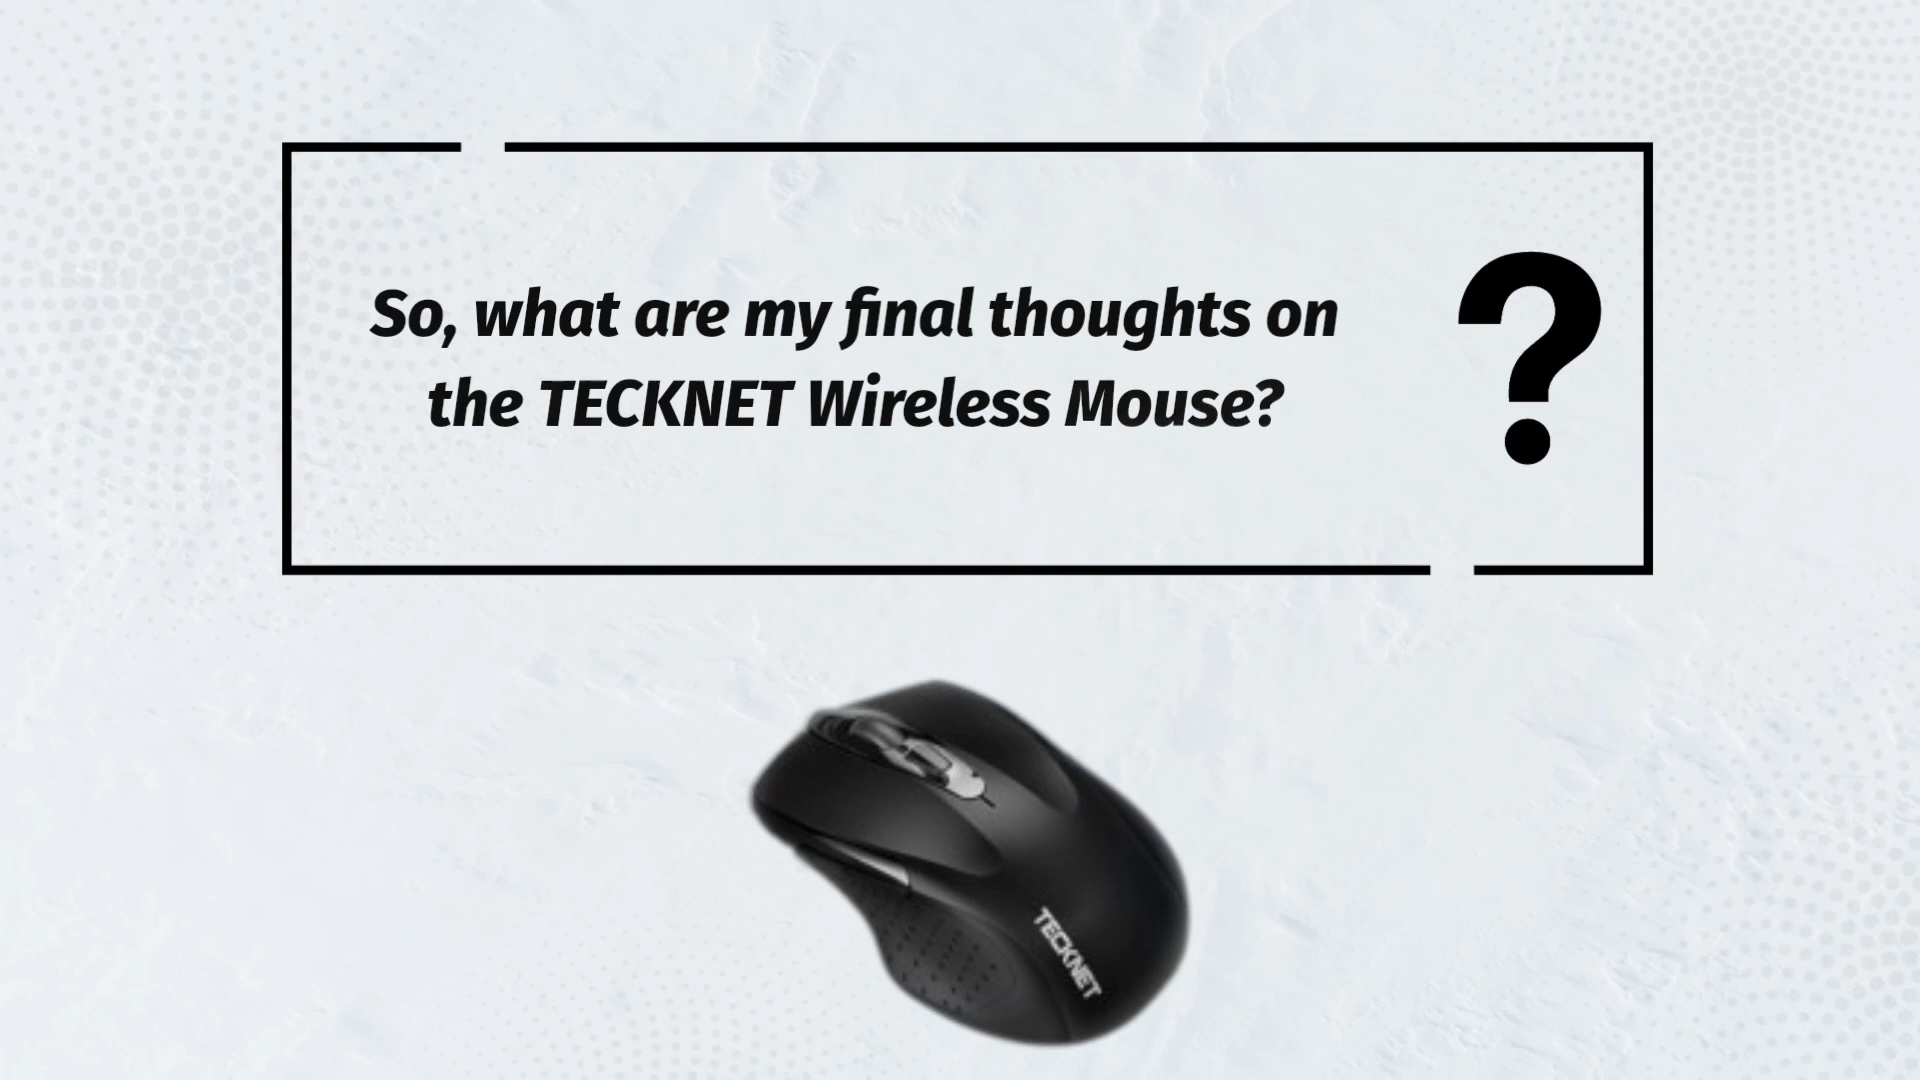 So, what are my final thoughts on
the TECKNET Wireless Mouse?
?
TECKNET